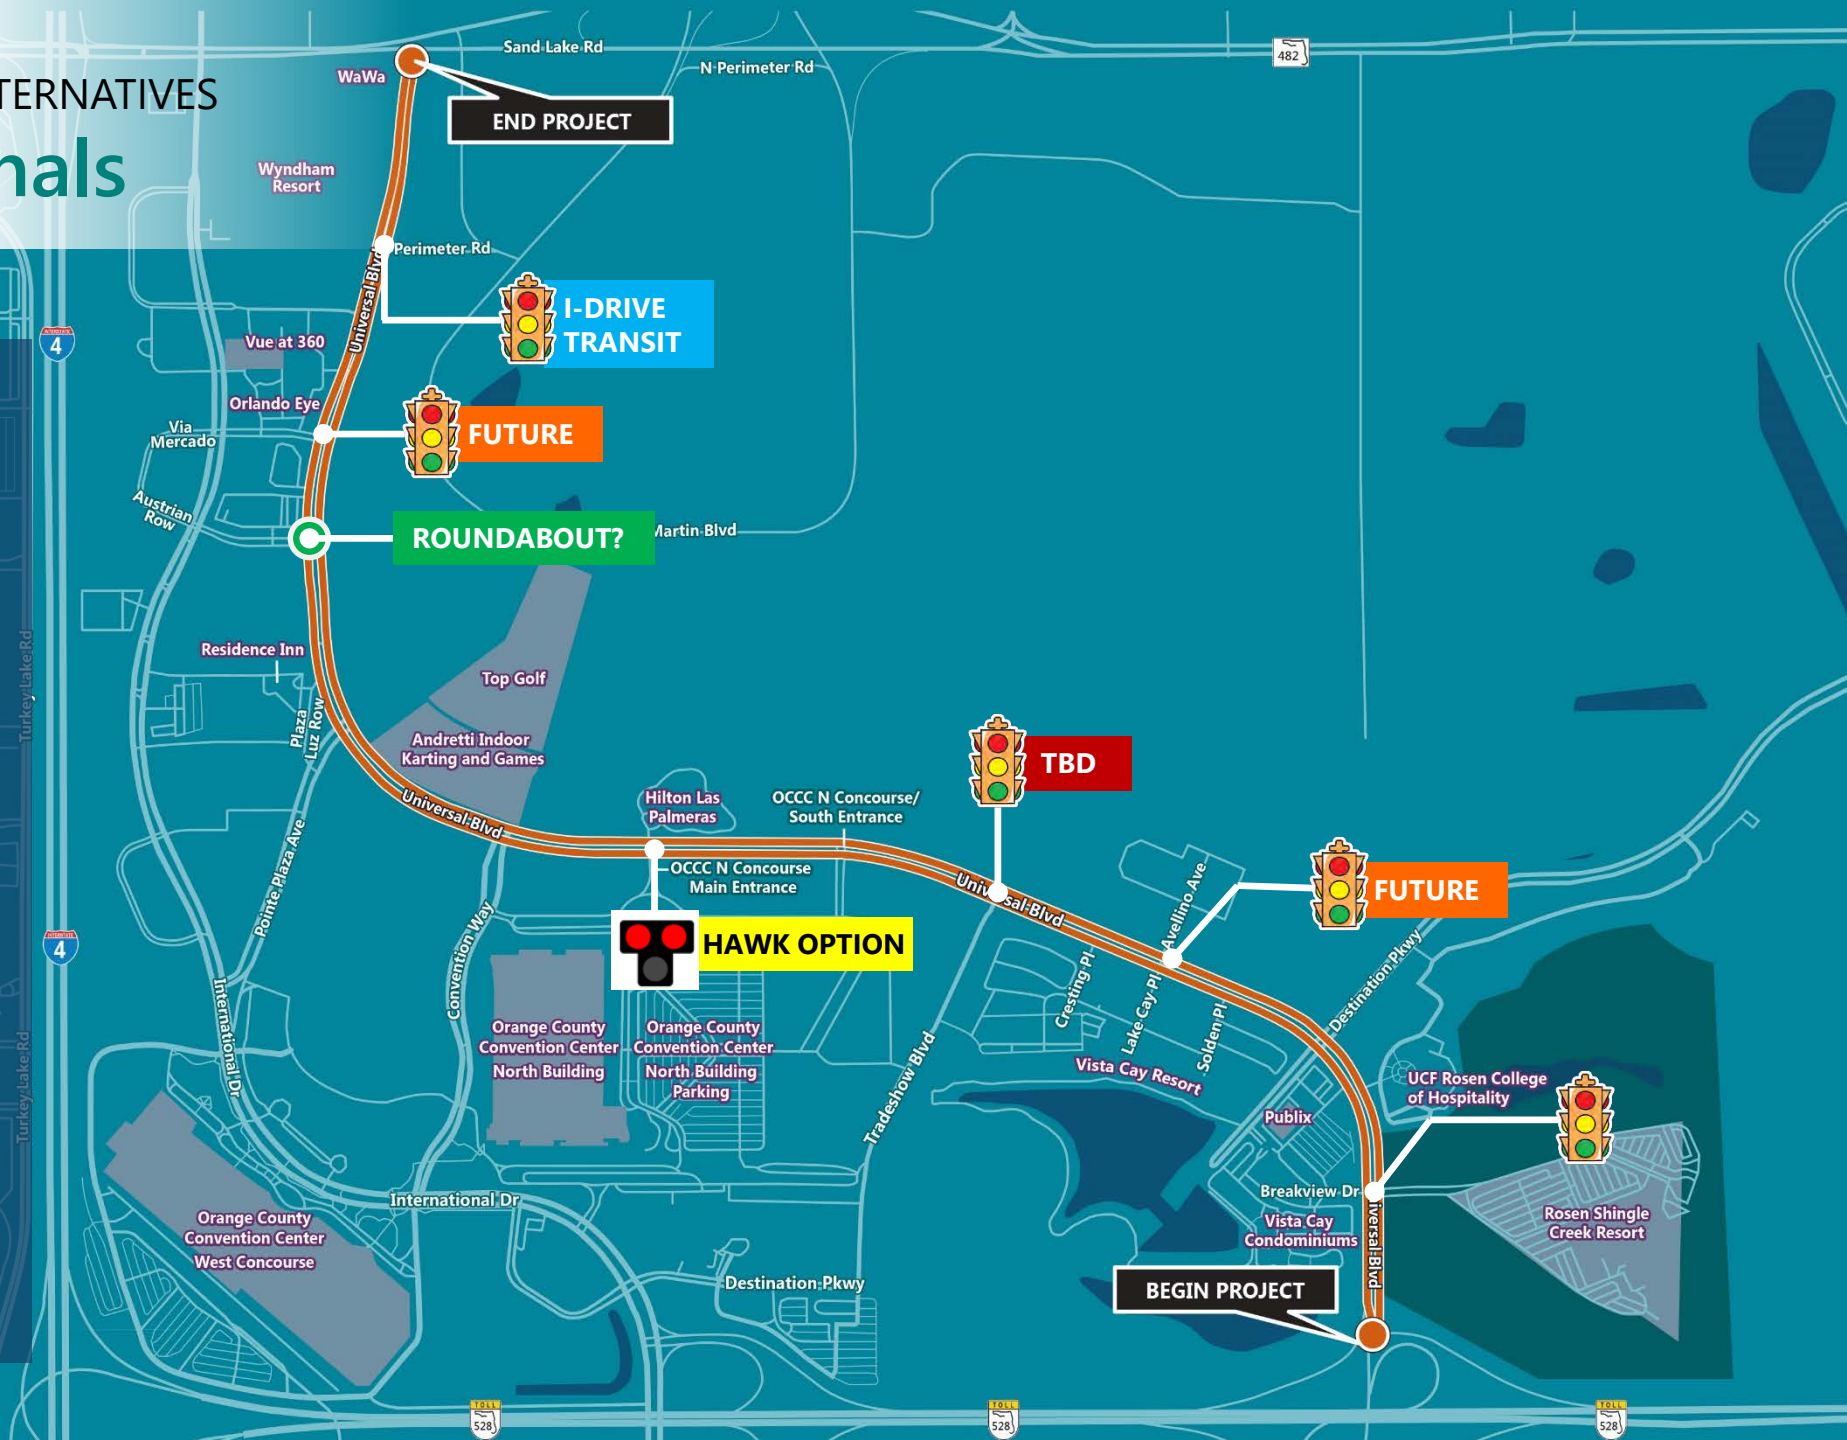 TERNATIVES
nals
Sand Lake Rd
482
WaWa
N Perimeter Rd
END PROJECT
Wyndham
Resort
Perimeter Rd
Universal Blvd
I-DRIVE
TRANSIT
INTERSTATE
4
Vue at 360
Orlando Eye
FUTURE
Via
Mercado
Austrian
Row
ROUNDABOUT?
Martin Blvd
Turkey Lake Rd
Residence Inn
Top Golf
Plaza
Luz Row
Andretti Indoor
Karting and Games
TBD
Universal Blvd
Hilton Las
Palmeras
OCCC N Concourse/
South Entrance
OCCC N Concourse
Main Entrance
Universal Blvd
Avellino Ave
FUTURE
Pointe Plaza Ave
Convention Way
HAWK OPTION
INTERSTATE
4
Cresting Pl
Lake Cay Pl
Solden Pl
Destination Pkwy
International Dr
Orange County
Convention Center
North Building
Orange County
Convention Center
North Building
Parking
Tradeshow Blvd
Vista Cay Resort
UCF Rosen College
of Hospitality
Turkey Lake Rd
Publix
International Dr
Breakview Dr
Orange County
Convention Center
West Concourse
Vista Cay
Condominiums
iversal Blvd
Rosen Shingle
Creek Resort
Destination Pkwy
BEGIN PROJECT
TOLL
528
TOLL
528
TOLL
528